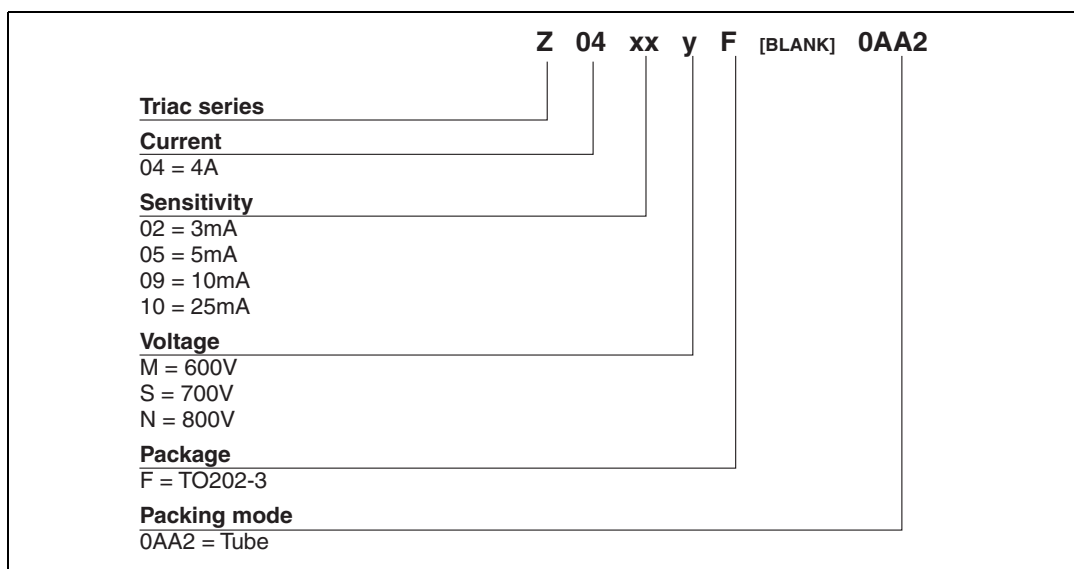 Z 04 xx y F [BLANK] 0AA2
Triac series
Current
04 = 4A
Sensitivity
02 = 3mA
05 = 5mA
09 = 10mA
10 = 25mA
Voltage
M = 600V
S = 700V
N = 800V
Package
F = TO202-3
Packing mode
0AA2 = Tube